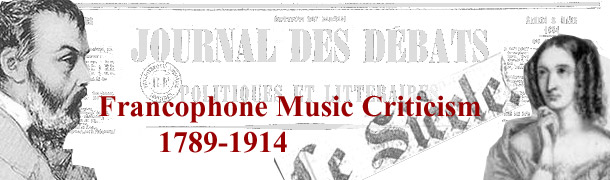 JOURNAL DES DÉBATS
POLITIQUES ET LITTÉRAIRES
Francophone Music Criticism
1789-1914
Le Siècle.